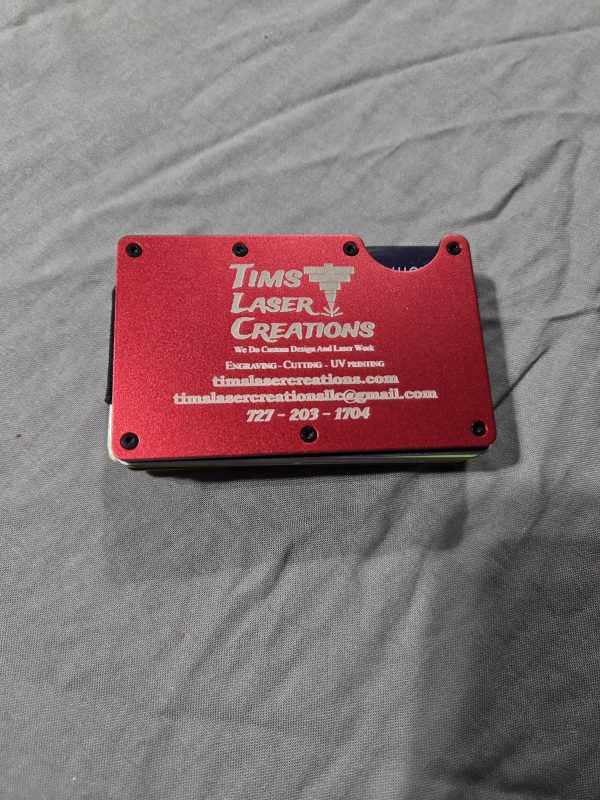 TIMS
LASER
CREATIONS
We Do Custom Design And Laser Work
ENGRAVING - CUTTING - UV PRINTING
timslasercreations.com
timslasercreationsllc@gmail.com
727 - 203 - 1704